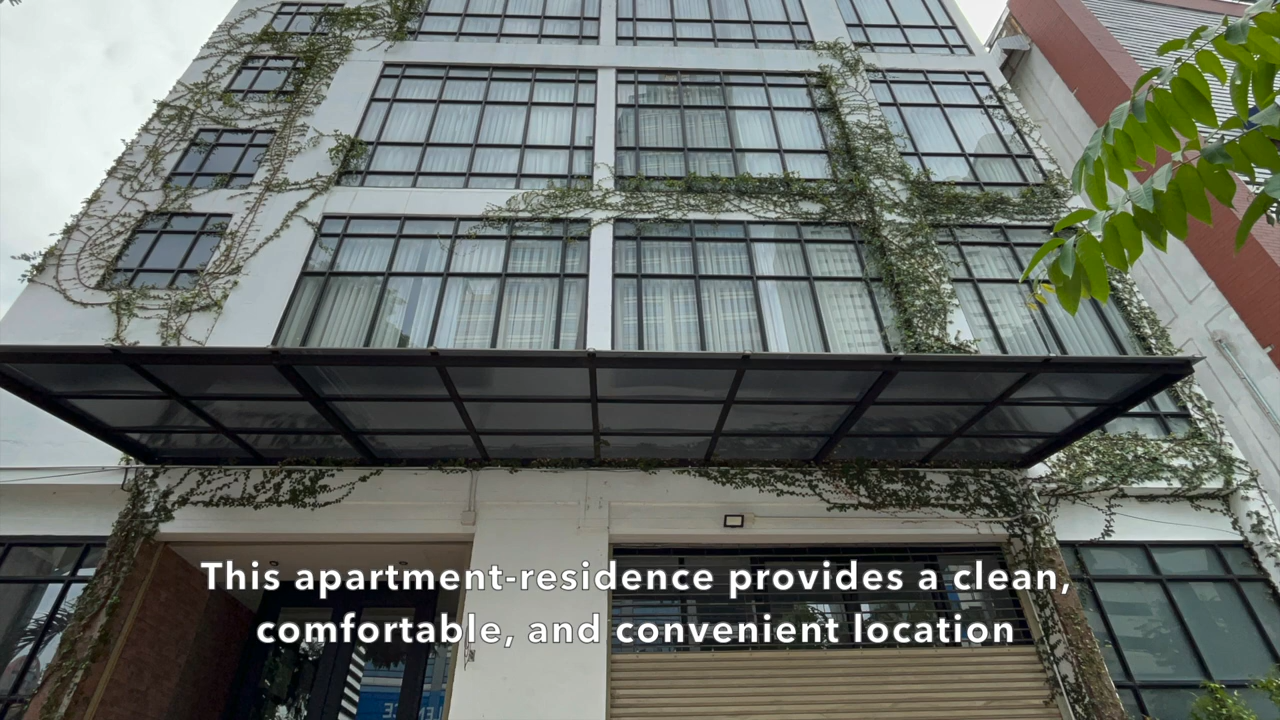 This apartment-residence provides a clean,
comfortable, and convenient location